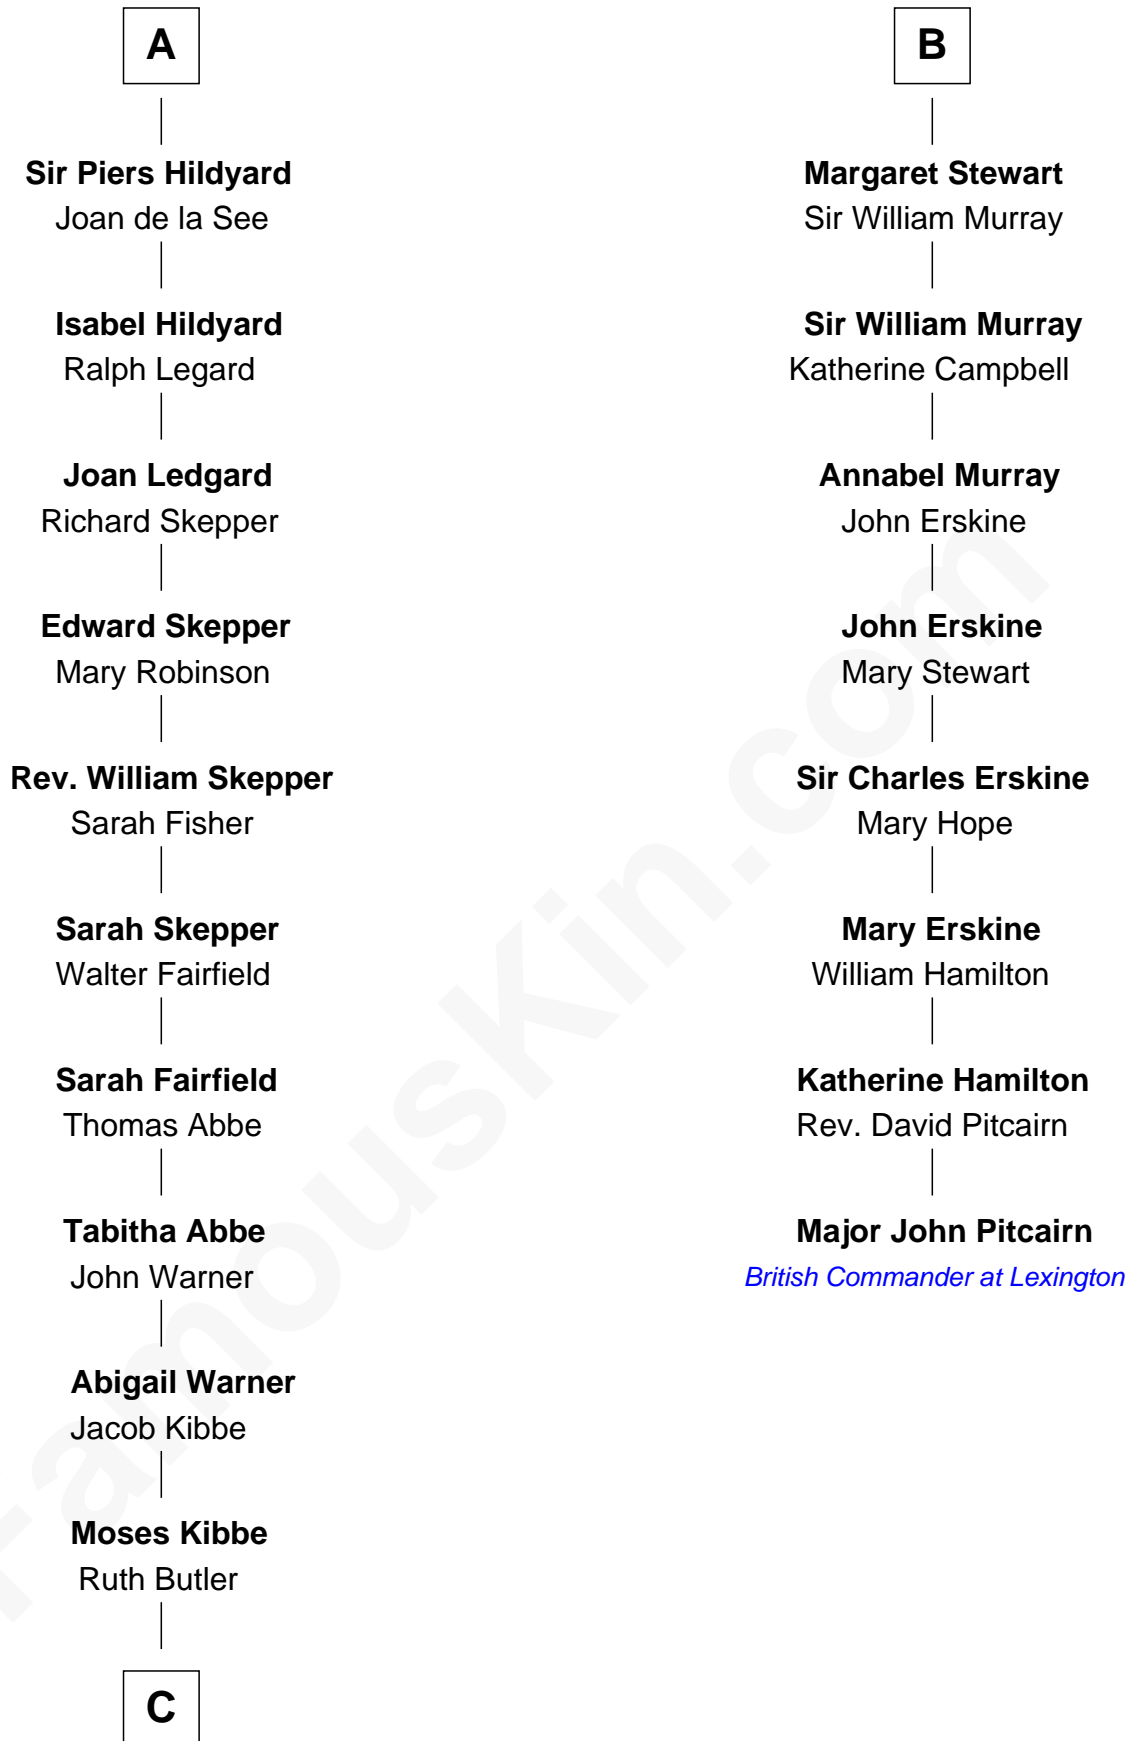 A
Sir Piers Hildyard
Joan de la See
Isabel Hildyard
Ralph Legard
Joan Ledgard
Richard Skepper
Edward Skepper
Mary Robinson
Rev. William Skepper
Sarah Fisher
Sarah Skepper
Walter Fairfield
Sarah Fairfield
Thomas Abbe
Tabitha Abbe
John Warner
Abigail Warner
Jacob Kibbe
Moses Kibbe
Ruth Butler
C
B
Margaret Stewart
Sir William Murray
Sir William Murray
Katherine Campbell
Annabel Murray
John Erskine
John Erskine
Mary Stewart
Sir Charles Erskine
Mary Hope
Mary Erskine
William Hamilton
Katherine Hamilton
Rev. David Pitcairn
Major John Pitcairn
British Commander at Lexington
FamousKin.com